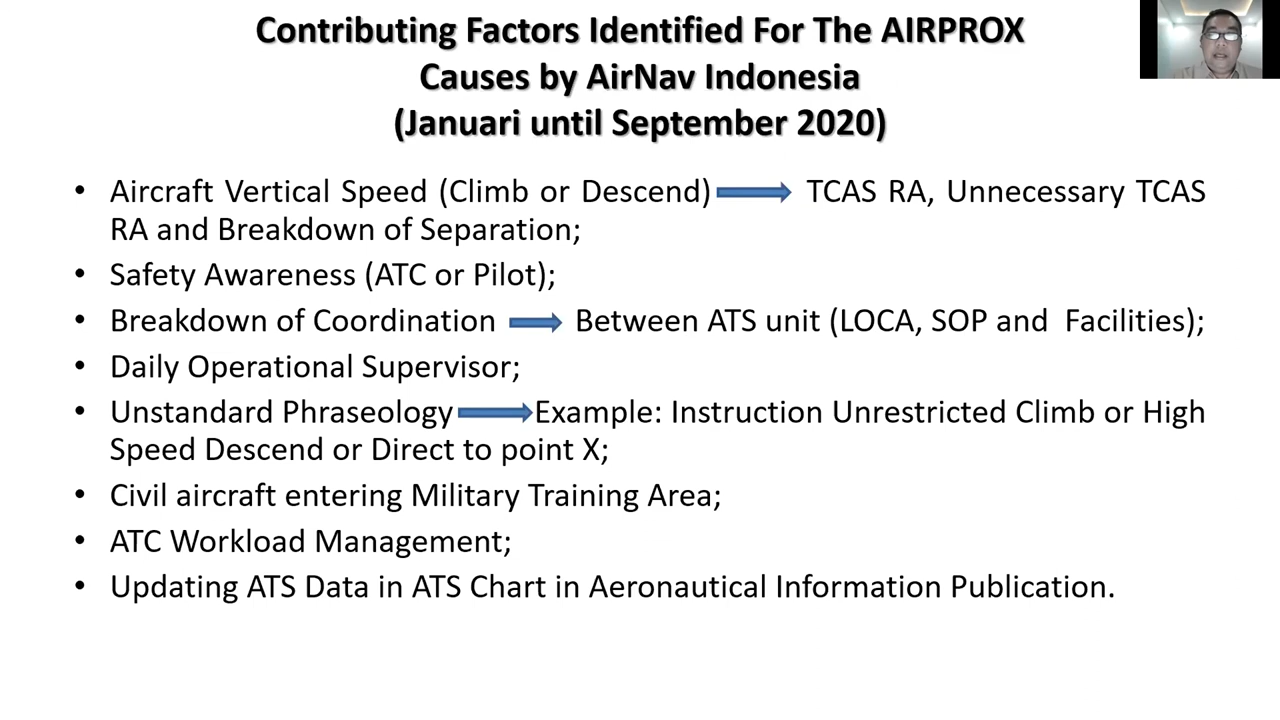 Contributing Factors Identified For The AIRPROX
Causes by AirNav Indonesia
(Januari until September 2020)
• Aircraft Vertical Speed (Climb or Descend) TCAS RA, Unnecessary TCAS
RA and Breakdown of Separation;
• Safety Awareness (ATC or Pilot);
• Breakdown of Coordination Between ATS unit (LOCA, SOP and Facilities);
• Daily Operational Supervisor;
• Unstandard Phraseology Example: Instruction Unrestricted Climb or High
Speed Descend or Direct to point X;
• Civil aircraft entering Military Training Area;
• ATC Workload Management;
• Updating ATS Data in ATS Chart in Aeronautical Information Publication.